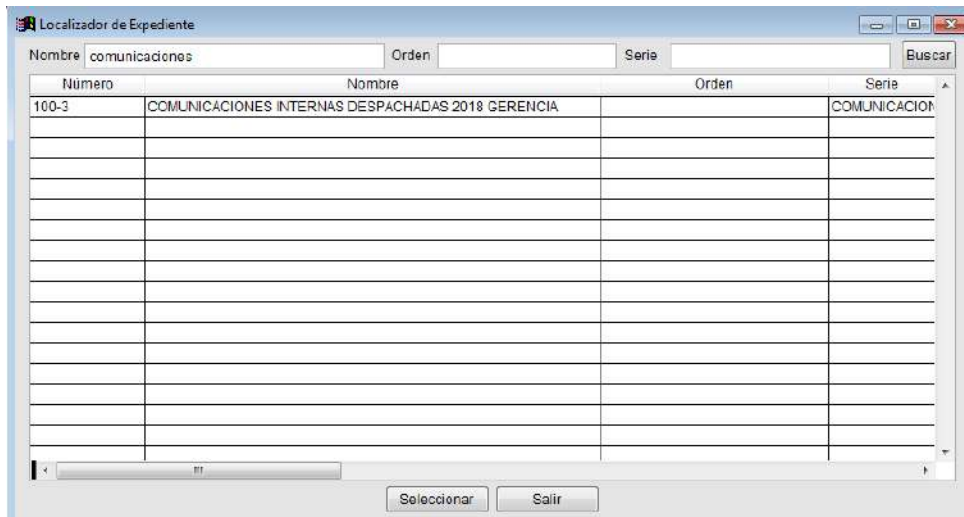 Localizador de Expediente
Nombre comunicaciones Orden Serie Buscar
Número Nombre Orden Serie
100-3 COMUNICACIONES INTERNAS DESPACHADAS 2018 GERENCIA COMUNICACION
Seleccionar Salir